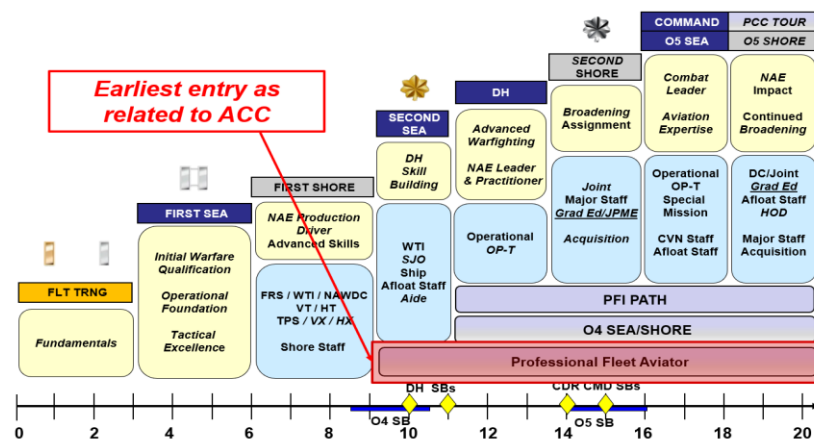 Earliest entry as
related to ACC
FLT TRNG
Fundamentals
FIRST SEA
Initial Warfare
Qualification
Operational
Foundation
Tactical
Excellence
FIRST SHORE
NAE Production
Driver
Advanced Skills
FRS / WTI / NAWDC
VT / HT
TPS / VX / HX
Shore Staff
SECOND
SEA
DH
Skill
Building
WTI
SJO
Ship
Afloat Staff
Aide
DH
Advanced
Warfighting
NAE Leader
& Practitioner
Operational
OP-T
SECOND
SHORE
Broadening
Assignment
Joint
Major Staff
Grad Ed/JPME
Acquisition
COMMAND
O5 SEA
Combat
Leader
Aviation
Expertise
Operational
OP-T
Special
Mission
CVN Staff
Afloat Staff
PCC TOUR
O5 SHORE
NAE
Impact
Continued
Broadening
DC/Joint
Grad Ed
Afloat Staff
HOD
Major Staff
Acquisition
PFI PATH
O4 SEA/SHORE
Professional Fleet Aviator
DH SBs
CDR CMD SBs
O4 SB
O5 SB
0 2 4 6 8 10 12 14 16 18 20